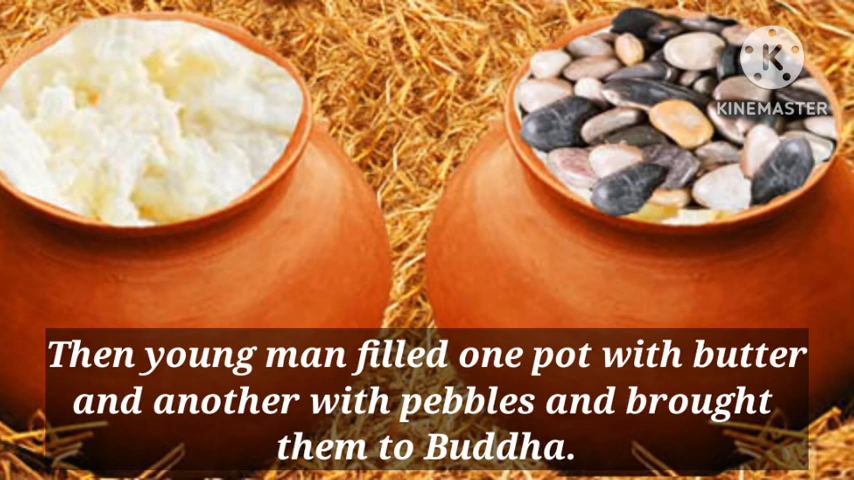 KINEMASTER
Then young man filled one pot with butter
and another with pebbles and brought
them to Buddha.